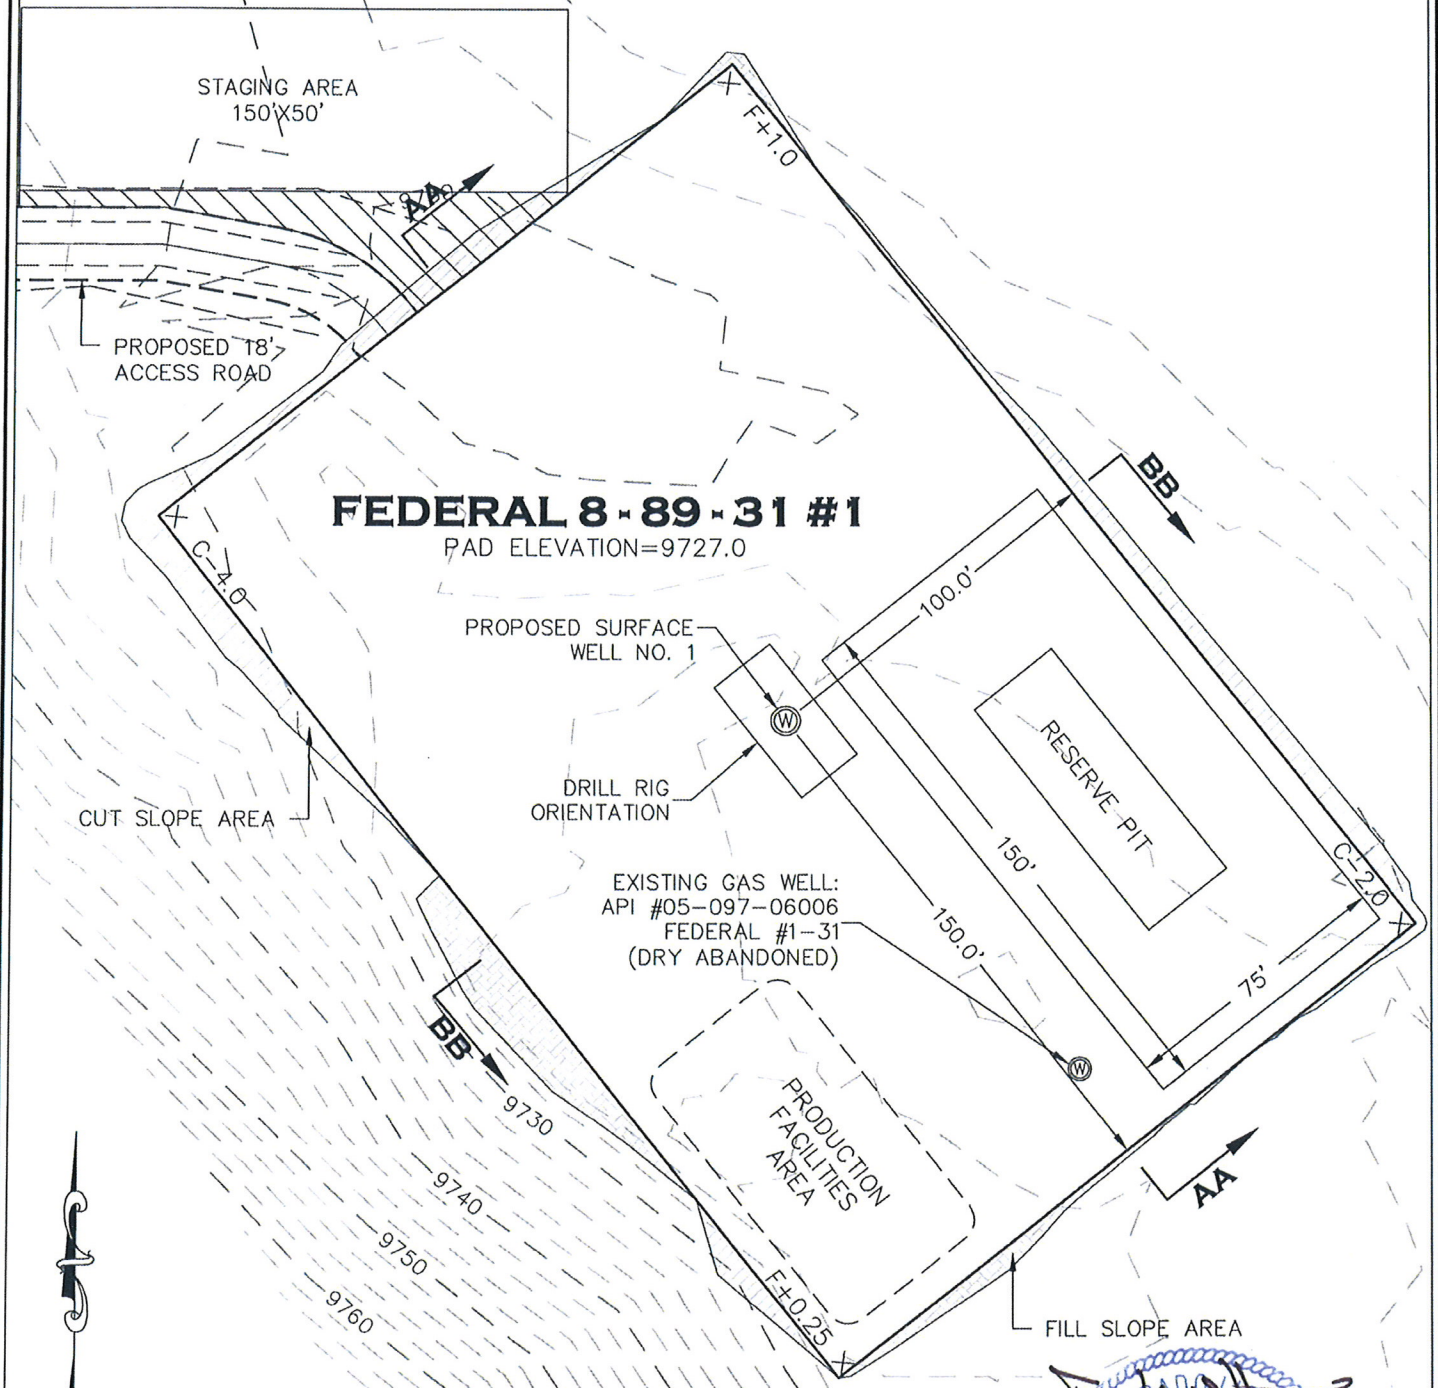 STAGING AREA
150'X50'
F+1.0
AA
PROPOSED 18'
ACCESS ROAD
BB
FEDERAL 8-89-31 #1
PAD ELEVATION=9727.0
C-4.0
100.0'
PROPOSED SURFACE
WELL NO. 1
W
RESERVE PIT
DRILL RIG
ORIENTATION
CUT SLOPE AREA
150'
C-2.0
EXISTING GAS WELL:
API #05-097-06006
FEDERAL #1-31
(DRY ABANDONED)
150.0'
75'
BB
W
9730
PRODUCTION
FACILITIES
AREA
AA
9740
9750
9760
F+0.25
FILL SLOPE AREA